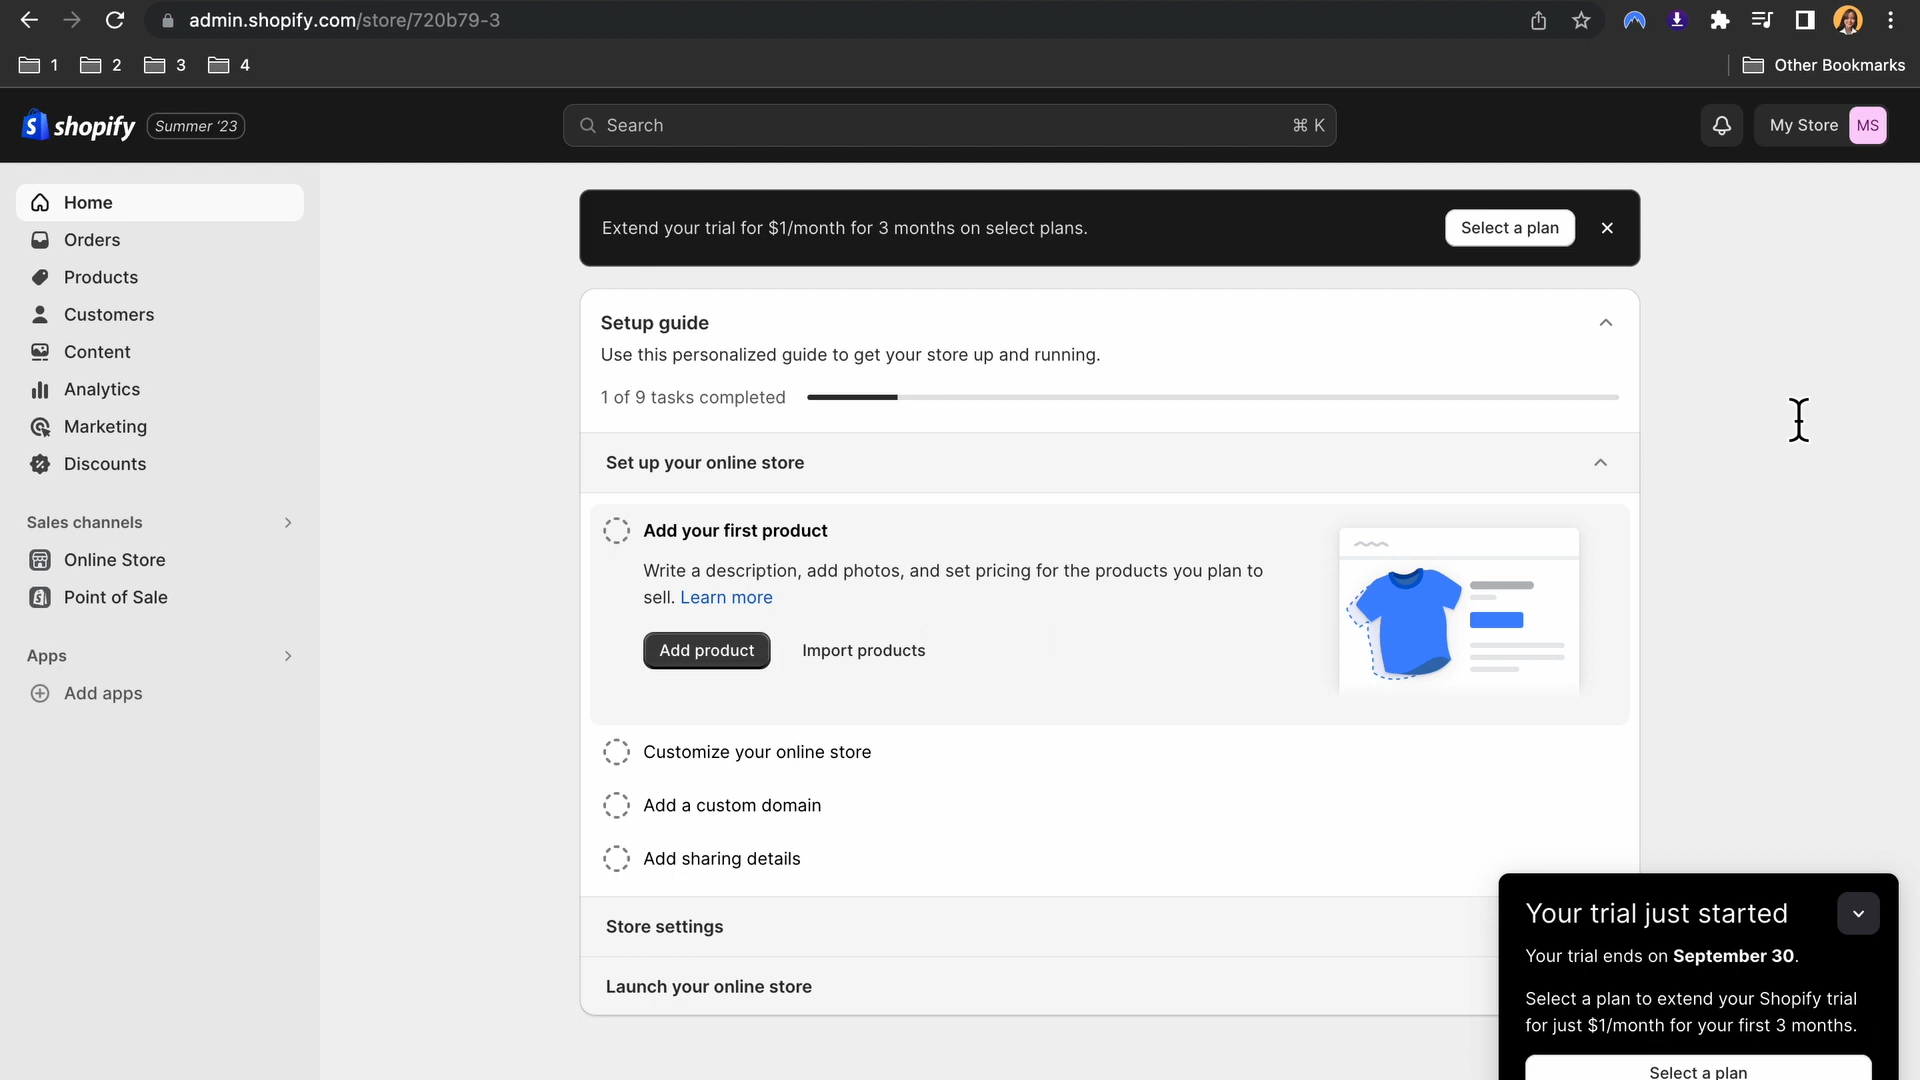 admin.shopify.com/store/720b79-3
1
2
3
4
Other Bookmarks
shopify
Summer '23
Search
⌘ K
My Store
MS
Home
Orders
Products
Customers
Content
Analytics
Marketing
Discounts
Sales channels
Online Store
Point of Sale
Apps
Add apps
Extend your trial for $1/month for 3 months on select plans.
Select a plan
Setup guide
Use this personalized guide to get your store up and running.
1 of 9 tasks completed
Set up your online store
Add your first product
Write a description, add photos, and set pricing for the products you plan to
sell. Learn more
Add product
Import products
Customize your online store
Add a custom domain
Add sharing details
Store settings
Launch your online store
Your trial just started
Your trial ends on September 30.
Select a plan to extend your Shopify trial
for just $1/month for your first 3 months.
Select a plan